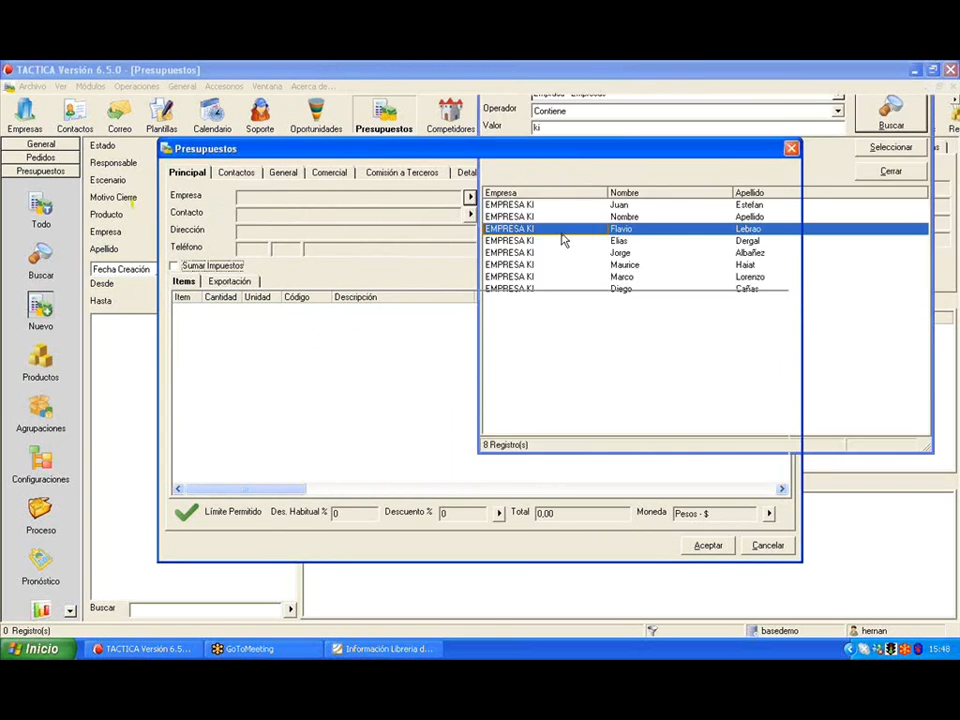 TACTICA Versión 6.5.0 - [Presupuestos]
Archivo Ver Módulos Operaciones General Accesorios Ventana Acerca de...
Empresas Contactos Correo Plantillas Calendario Soporte Oportunidades Presupuestos Competidores
Operador Contiene
Valor ki
Buscar
Seleccionar
Cerrar
General
Pedidos
Presupuestos
Todo
Buscar
Nuevo
Productos
Agrupaciones
Configuraciones
Proceso
Pronóstico
Estado
Responsable
Escenario
Motivo Cierre
Producto
Empresa
Apellido
Fecha Creación
Desde
Hasta
Buscar
Presupuestos
Principal Contactos General Comercial Comisión a Terceros Detal
Empresa
Contacto
Dirección
Teléfono
Sumar Impuestos
Items Exportación
Item Cantidad Unidad Código Descripción
Empresa Nombre Apellido
EMPRESA KI Juan Estefan
EMPRESA KI Nombre Apellido
EMPRESA KI Flavio Lebrao
EMPRESA KI Elias Dergal
EMPRESA KI Jorge Albañez
EMPRESA KI Maurice Haiat
EMPRESA KI Marco Lorenzo
EMPRESA KI Diego Cañas
8 Registro(s)
Límite Permitido Des. Habitual % 0 Descuento % 0 Total 0,00 Moneda Pesos - $
Aceptar Cancelar
0 Registro(s) basedemo hernan
Inicio TACTICA Versión 6.5.... GoToMeeting Información Libreria d... 15:48